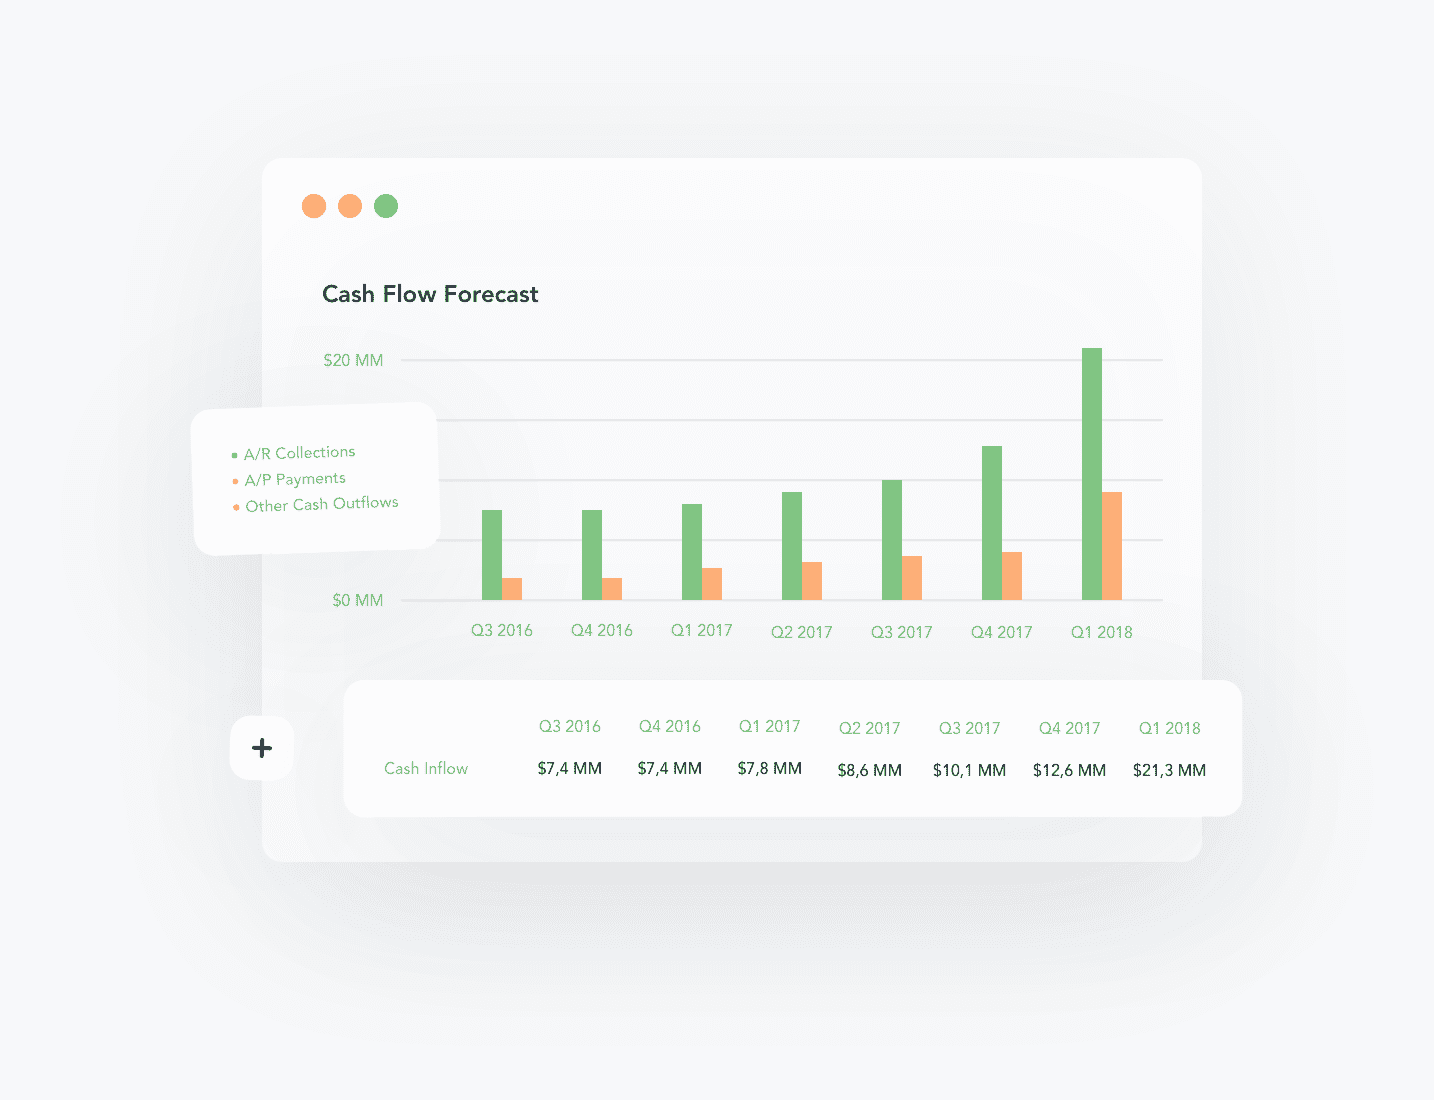 Cash Flow Forecast
$20 MM
A/R Collections
A/P Payments
Other Cash Outflows
$0 MM
Q3 2016 Q4 2016 Q1 2017 Q2 2017 Q3 2017 Q4 2017 Q1 2018
Q3 2016 Q4 2016 Q1 2017 Q2 2017 Q3 2017 Q4 2017 Q1 2018
Cash Inflow $7,4 MM $7,4 MM $7,8 MM $8,6 MM $10,1 MM $12,6 MM $21,3 MM